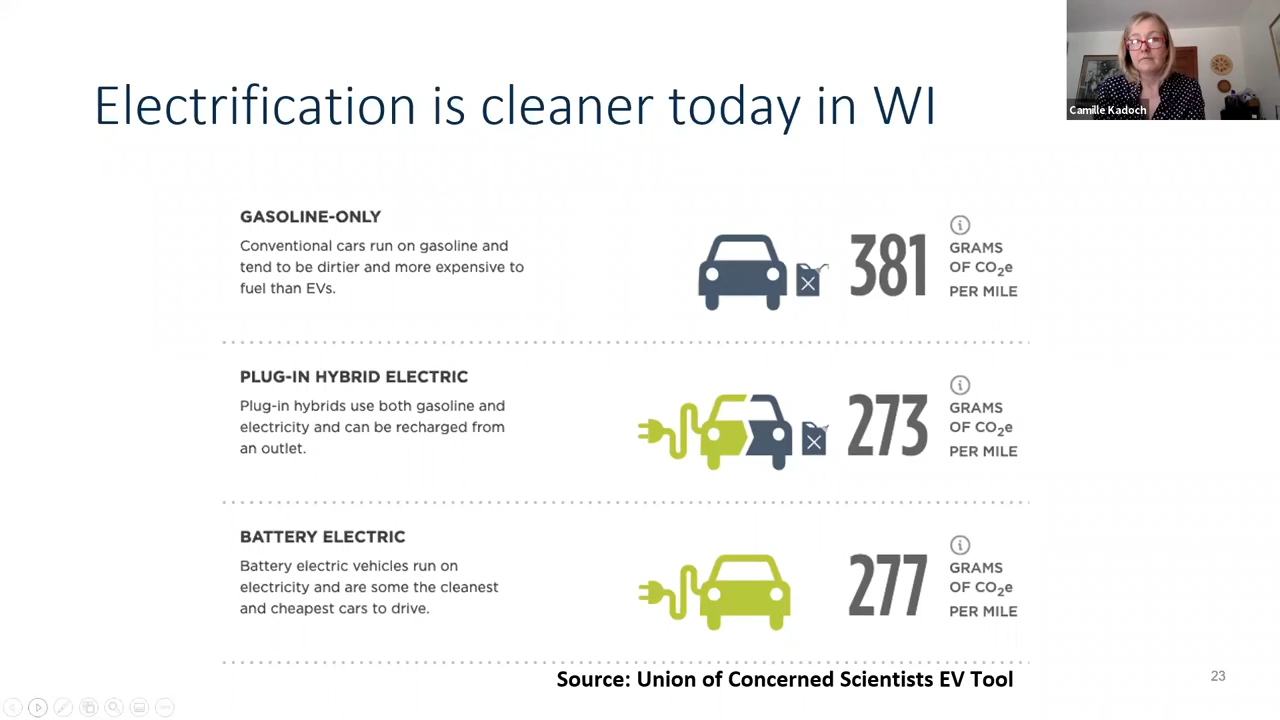 Electrification is cleaner today in WI
Camille Kadoch
GASOLINE-ONLY
Conventional cars run on gasoline and
tend to be dirtier and more expensive to
fuel than EVs.
381
GRAMS
OF CO2e
PER MILE
PLUG-IN HYBRID ELECTRIC
Plug-in hybrids use both gasoline and
electricity and can be recharged from
an outlet.
273
GRAMS
OF CO2e
PER MILE
BATTERY ELECTRIC
Battery electric vehicles run on
electricity and are some the cleanest
and cheapest cars to drive.
277
GRAMS
OF CO2e
PER MILE
Source: Union of Concerned Scientists EV Tool
23